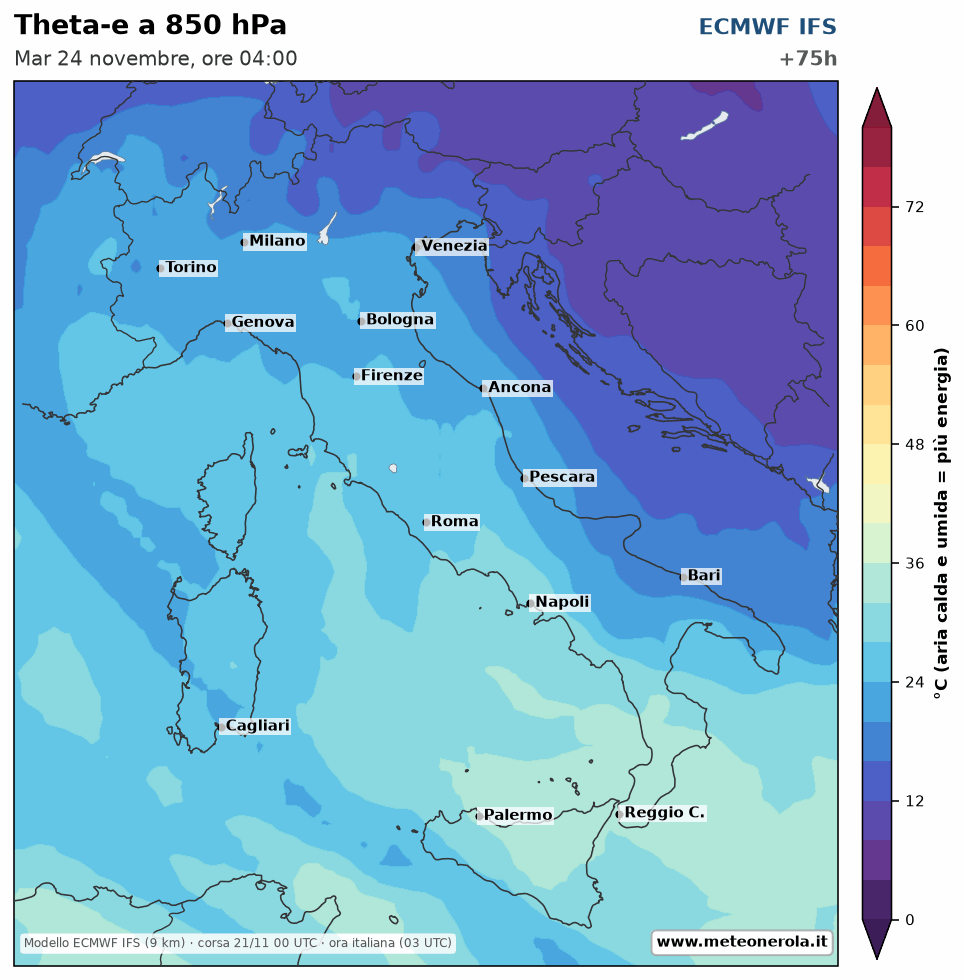 Theta-e a 850 hPa
ECMWF IFS
Mar 24 novembre, ore 04:00
+75h
Milano
Venezia
Torino
Genova
Bologna
Firenze
Ancona
Pescara
Roma
Bari
Napoli
Cagliari
Palermo
Reggio C.
72
60
48
36
24
12
0
°C (aria calda e umida = più energia)
Modello ECMWF IFS (9 km) · corsa 21/11 00 UTC · ora italiana (03 UTC)
www.meteonerola.it